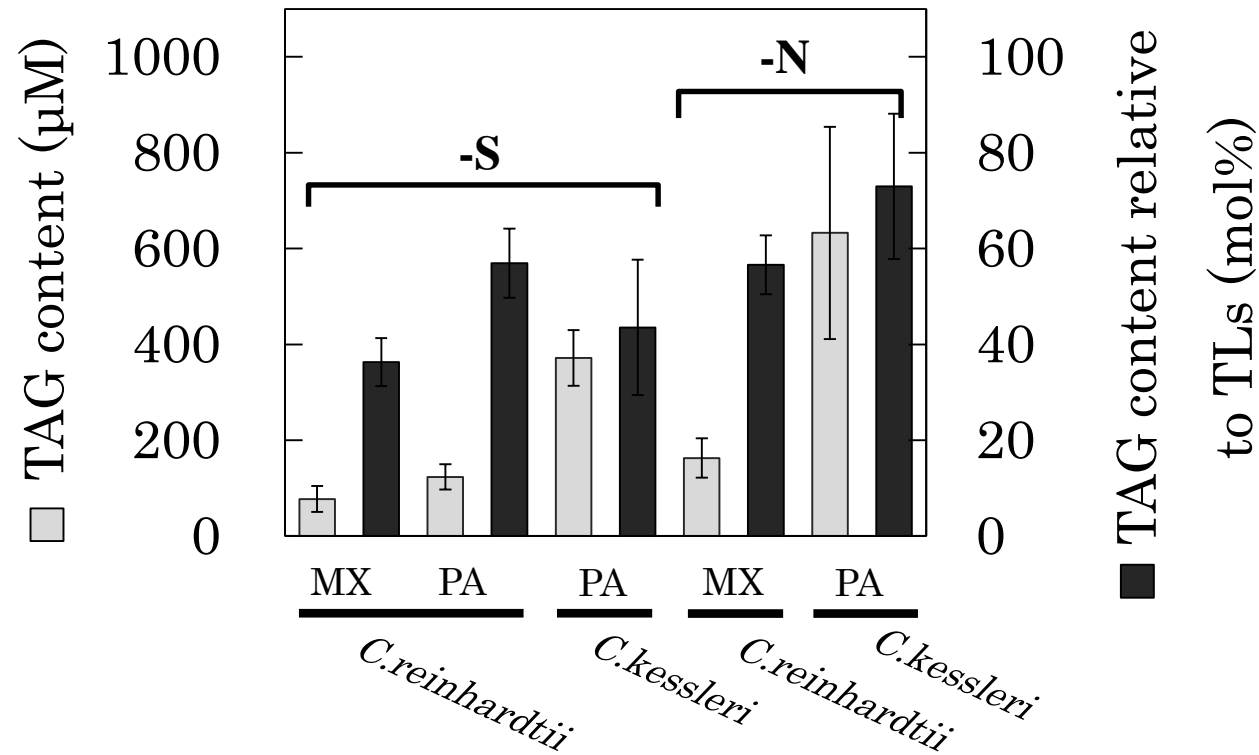 TAG content (µM)
1000
800
600
400
200
0
-S
-N
100
80
60
40
20
0
TAG content relative
to TLs (mol%)
MX PA PA MX PA
C.reinhardtii
C.kessleri
C.reinhardtii
C.kessleri